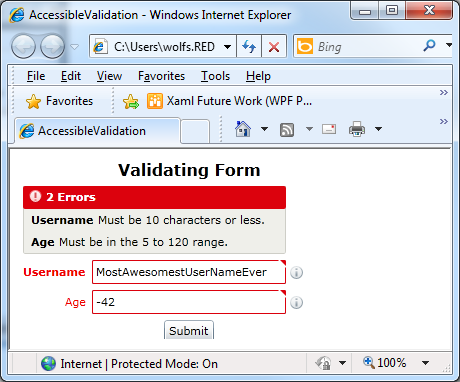 AccessibleValidation - Windows Internet Explorer
C:\Users\wolfs.RED
Bing
File Edit View Favorites Tools Help
Favorites Xaml Future Work (WPF P...
AccessibleValidation
Validating Form
2 Errors
Username Must be 10 characters or less.
Age Must be in the 5 to 120 range.
Username MostAwesomestUserNameEver
Age -42
Submit
Internet | Protected Mode: On 100%